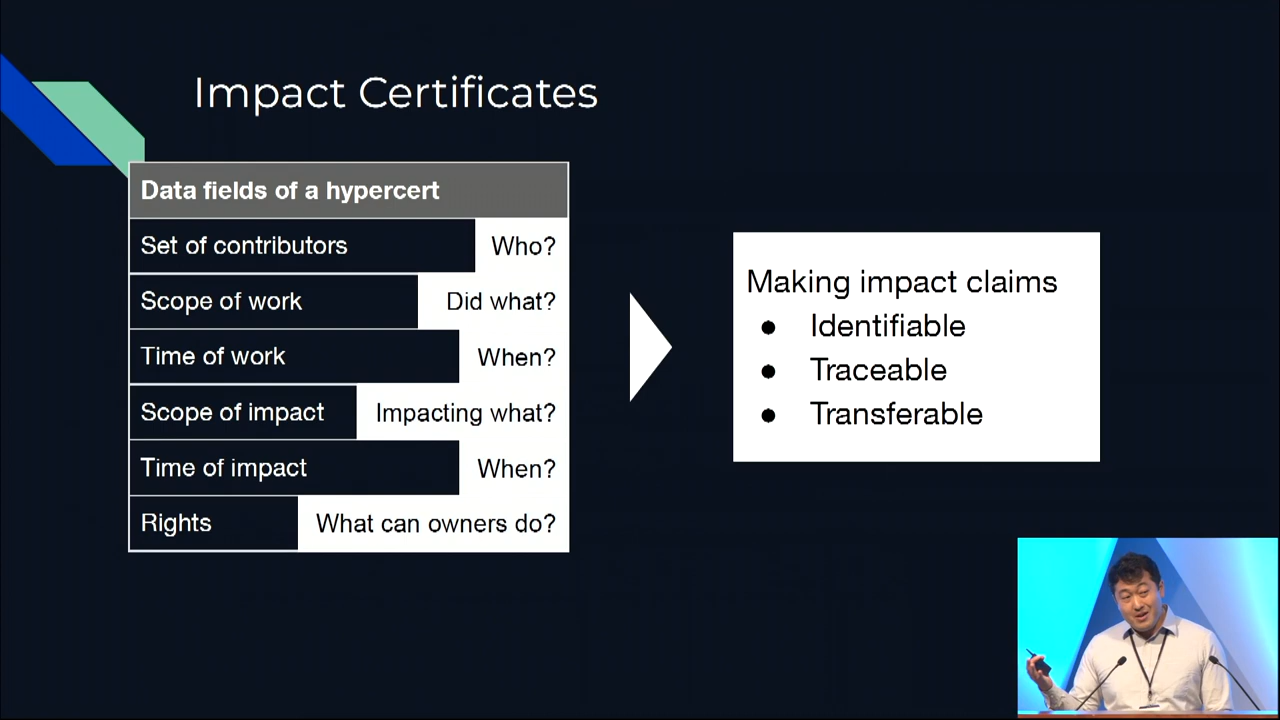 Impact Certificates
Data fields of a hypercert
Set of contributors Who?
Scope of work Did what?
Time of work When?
Scope of impact Impacting what?
Time of impact When?
Rights What can owners do?
Making impact claims
● Identifiable
● Traceable
● Transferable